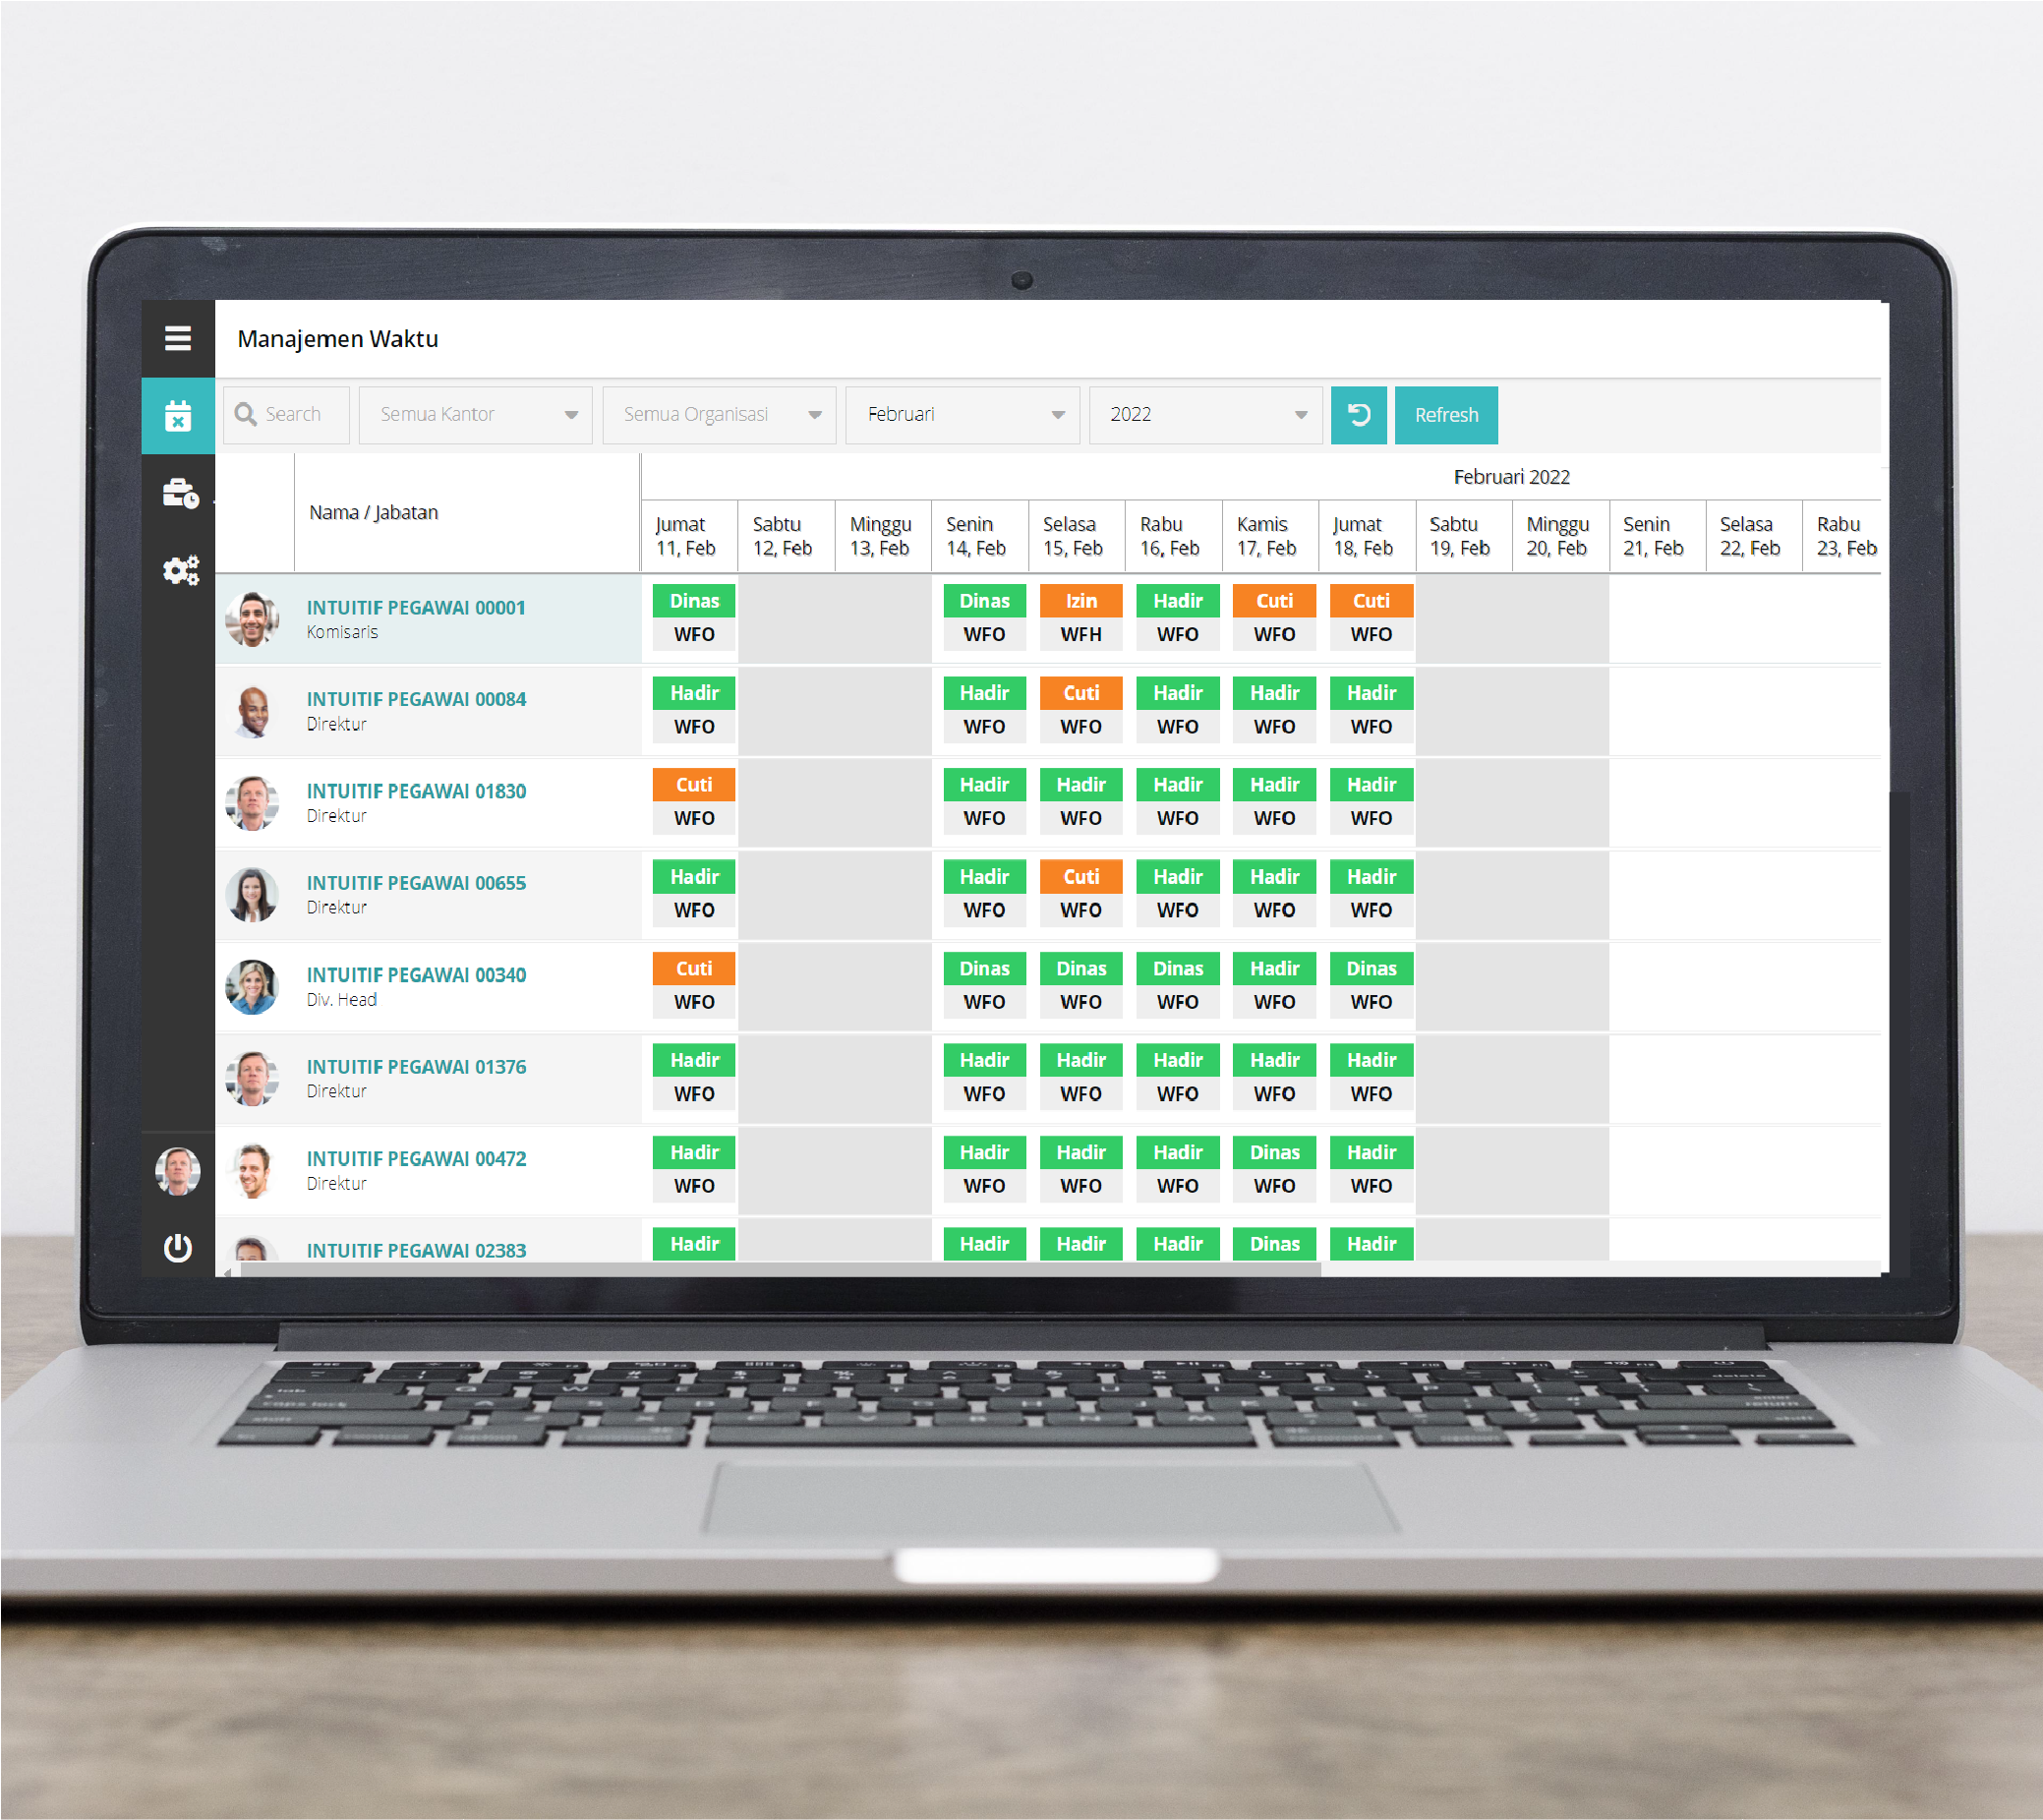 Manajemen Waktu
Search Semua Kantor Semua Organisasi Februari 2022 Refresh
Februari 2022
Nama / Jabatan
Jumat Sabtu Minggu Senin Selasa Rabu Kamis Jumat Sabtu Minggu Senin Selasa Rabu
11, Feb 12, Feb 13, Feb 14, Feb 15, Feb 16, Feb 17, Feb 18, Feb 19, Feb 20, Feb 21, Feb 22, Feb 23, Feb
INTUITIF PEGAWAI 00001 Dinas Dinas Izin Hadir Cuti Cuti
Komisaris WFO WFO WFH WFO WFO WFO
INTUITIF PEGAWAI 00084 Hadir Hadir Cuti Hadir Hadir Hadir
Direktur WFO WFO WFO WFO WFO WFO
INTUITIF PEGAWAI 01830 Cuti Hadir Hadir Hadir Hadir Hadir
Direktur WFO WFO WFO WFO WFO WFO
INTUITIF PEGAWAI 00655 Hadir Hadir Cuti Hadir Hadir Hadir
Direktur WFO WFO WFO WFO WFO WFO
INTUITIF PEGAWAI 00340 Cuti Dinas Dinas Dinas Hadir Dinas
Div. Head WFO WFO WFO WFO WFO WFO
INTUITIF PEGAWAI 01376 Hadir Hadir Hadir Hadir Hadir Hadir
Direktur WFO WFO WFO WFO WFO WFO
INTUITIF PEGAWAI 00472 Hadir Hadir Hadir Hadir Dinas Hadir
Direktur WFO WFO WFO WFO WFO WFO
INTUITIF PEGAWAI 02383 Hadir Hadir Hadir Hadir Dinas Hadir